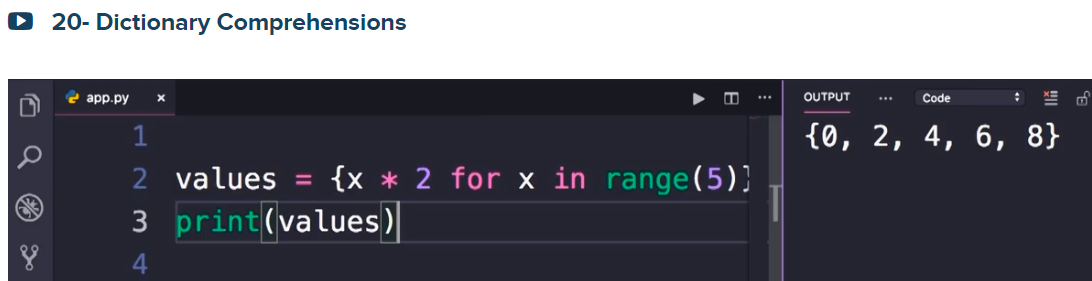 20- Dictionary Comprehensions
app.py x
OUTPUT ... Code
1
2 values = {x * 2 for x in range(5)}
3 print(values)
4
{0, 2, 4, 6, 8}